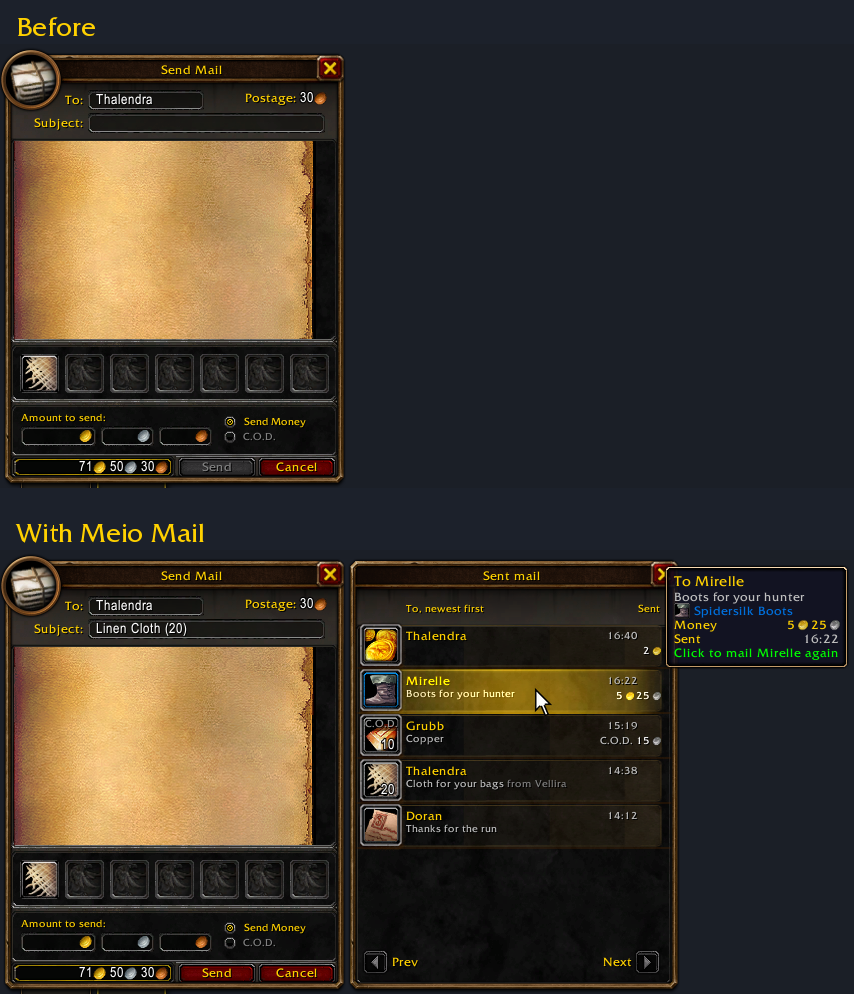 Before
Send Mail
To: Thalendra
Postage: 30
Subject:
Amount to send:
Send Money
C.O.D.
71 50 30
Send
Cancel
With Meio Mail
Send Mail
To: Thalendra
Postage: 30
Subject: Linen Cloth (20)
Amount to send:
Send Money
C.O.D.
71 50 30
Send
Cancel
Sent mail
To, newest first
Sent
Thalendra
16:40
2
Mirelle
16:22
Boots for your hunter
5 25
C.O.D.
10
Grubb
15:19
Copper
C.O.D. 15
20
Thalendra
14:38
Cloth for your bags from Vellira
Doran
14:12
Thanks for the run
Prev
Next
To Mirelle
Boots for your hunter
Spidersilk Boots
Money 5 25
Sent 16:22
Click to mail Mirelle again